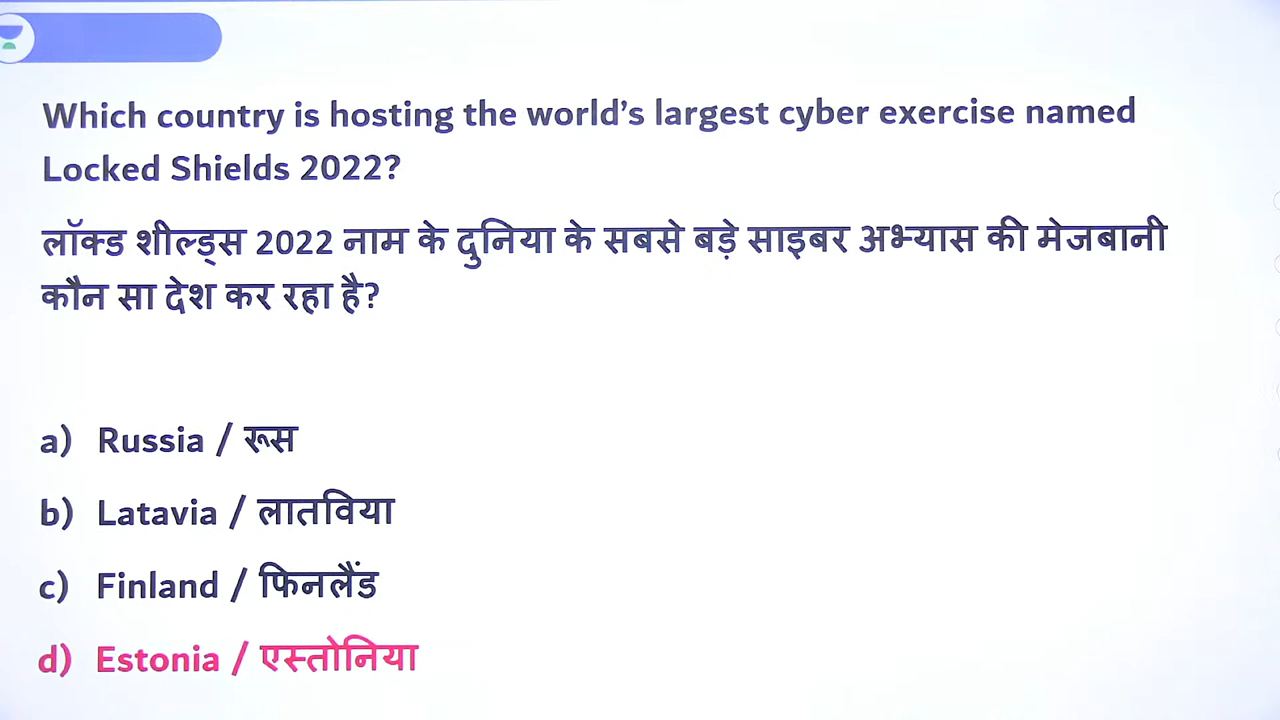 Which country is hosting the world’s largest cyber exercise named
Locked Shields 2022?
लॉक्ड शील्ड्स 2022 नाम के दुनिया के सबसे बड़े साइबर अभ्यास की मेजबानी
कौन सा देश कर रहा है?
a) Russia / रूस
b) Latavia / लातविया
c) Finland / फिनलैंड
d) Estonia / एस्तोनिया